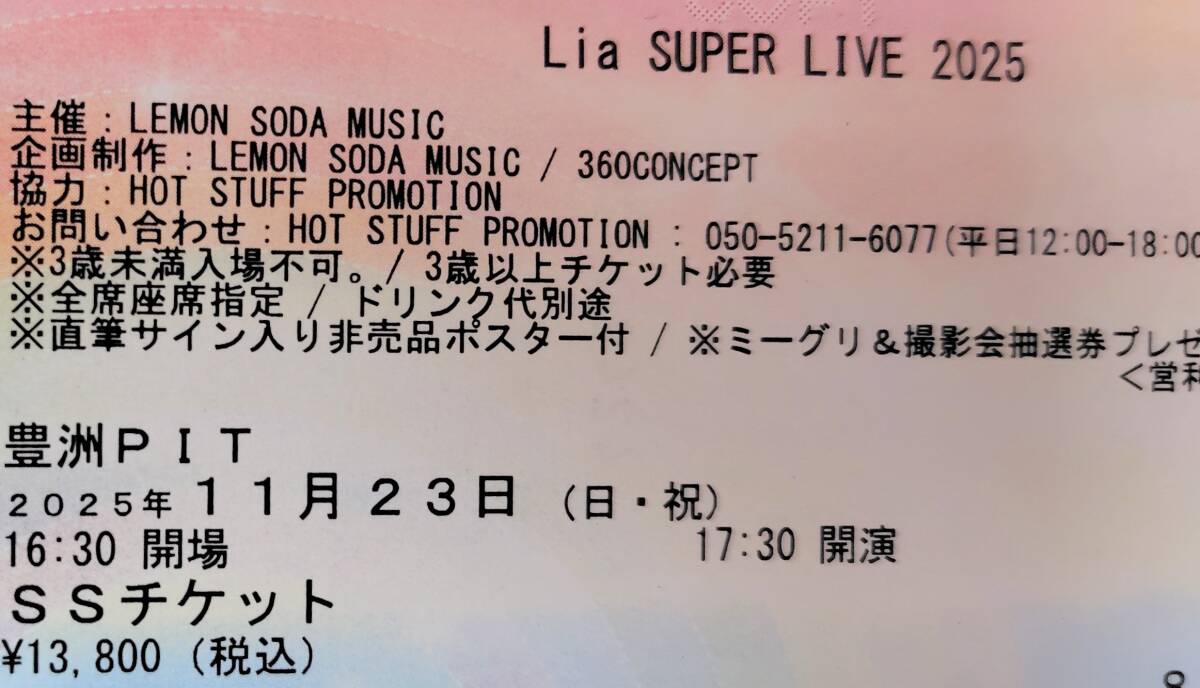 Lia SUPER LIVE 2025
主催：LEMON SODA MUSIC
企画制作：LEMON SODA MUSIC / 360CONCEPT
協力：HOT STUFF PROMOTION
お問い合わせ：HOT STUFF PROMOTION : 050-5211-6077(平日12:00-18:00
※3歳未満入場不可。/ 3歳以上チケット必要
※全席座席指定 / ドリンク代別途
※直筆サイン入り非売品ポスター付 / ※ミーグリ＆撮影会抽選券プレゼ
＜営利
豊洲ＰＩＴ
２０２５年１１月２３日（日・祝）
16:30 開場 17:30 開演
ＳＳチケット
¥13,800（税込）